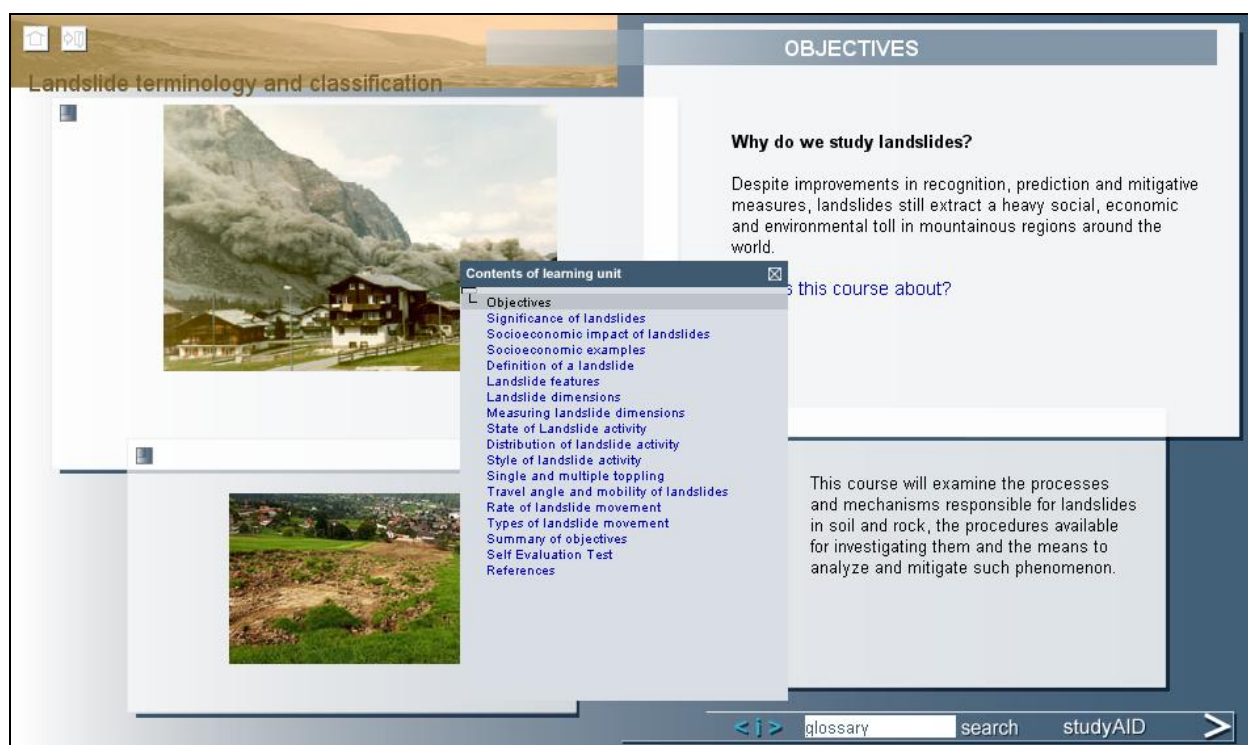 OBJECTIVES
Landslide terminology and classification
Why do we study landslides?
Despite improvements in recognition, prediction and mitigative
measures, landslides still extract a heavy social, economic
and environmental toll in mountainous regions around the
world.
this course about?
Contents of learning unit
Objectives
Significance of landslides
Socioeconomic impact of landslides
Socioeconomic examples
Definition of a landslide
Landslide features
Landslide dimensions
Measuring landslide dimensions
State of Landslide activity
Distribution of landslide activity
Style of landslide activity
Single and multiple toppling
Travel angle and mobility of landslides
Rate of landslide movement
Types of landslide movement
Summary of objectives
Self Evaluation Test
References
This course will examine the processes
and mechanisms responsible for landslides
in soil and rock, the procedures available
for investigating them and the means to
analyze and mitigate such phenomenon.
< i > glossary search studyAID >